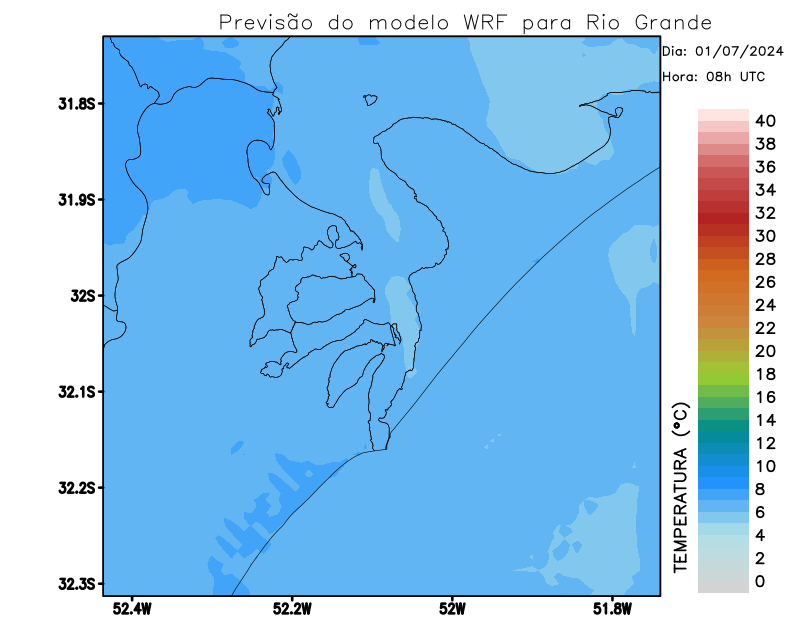 Previsão do modelo WRF para Rio Grande
Dia: 01/07/2024
Hora: 08h UTC
31.8S
31.9S
32S
32.1S
32.2S
32.3S
52.4W
52.2W
52W
51.8W
TEMPERATURA (°C)
40
38
36
34
32
30
28
26
24
22
20
18
16
14
12
10
8
6
4
2
0